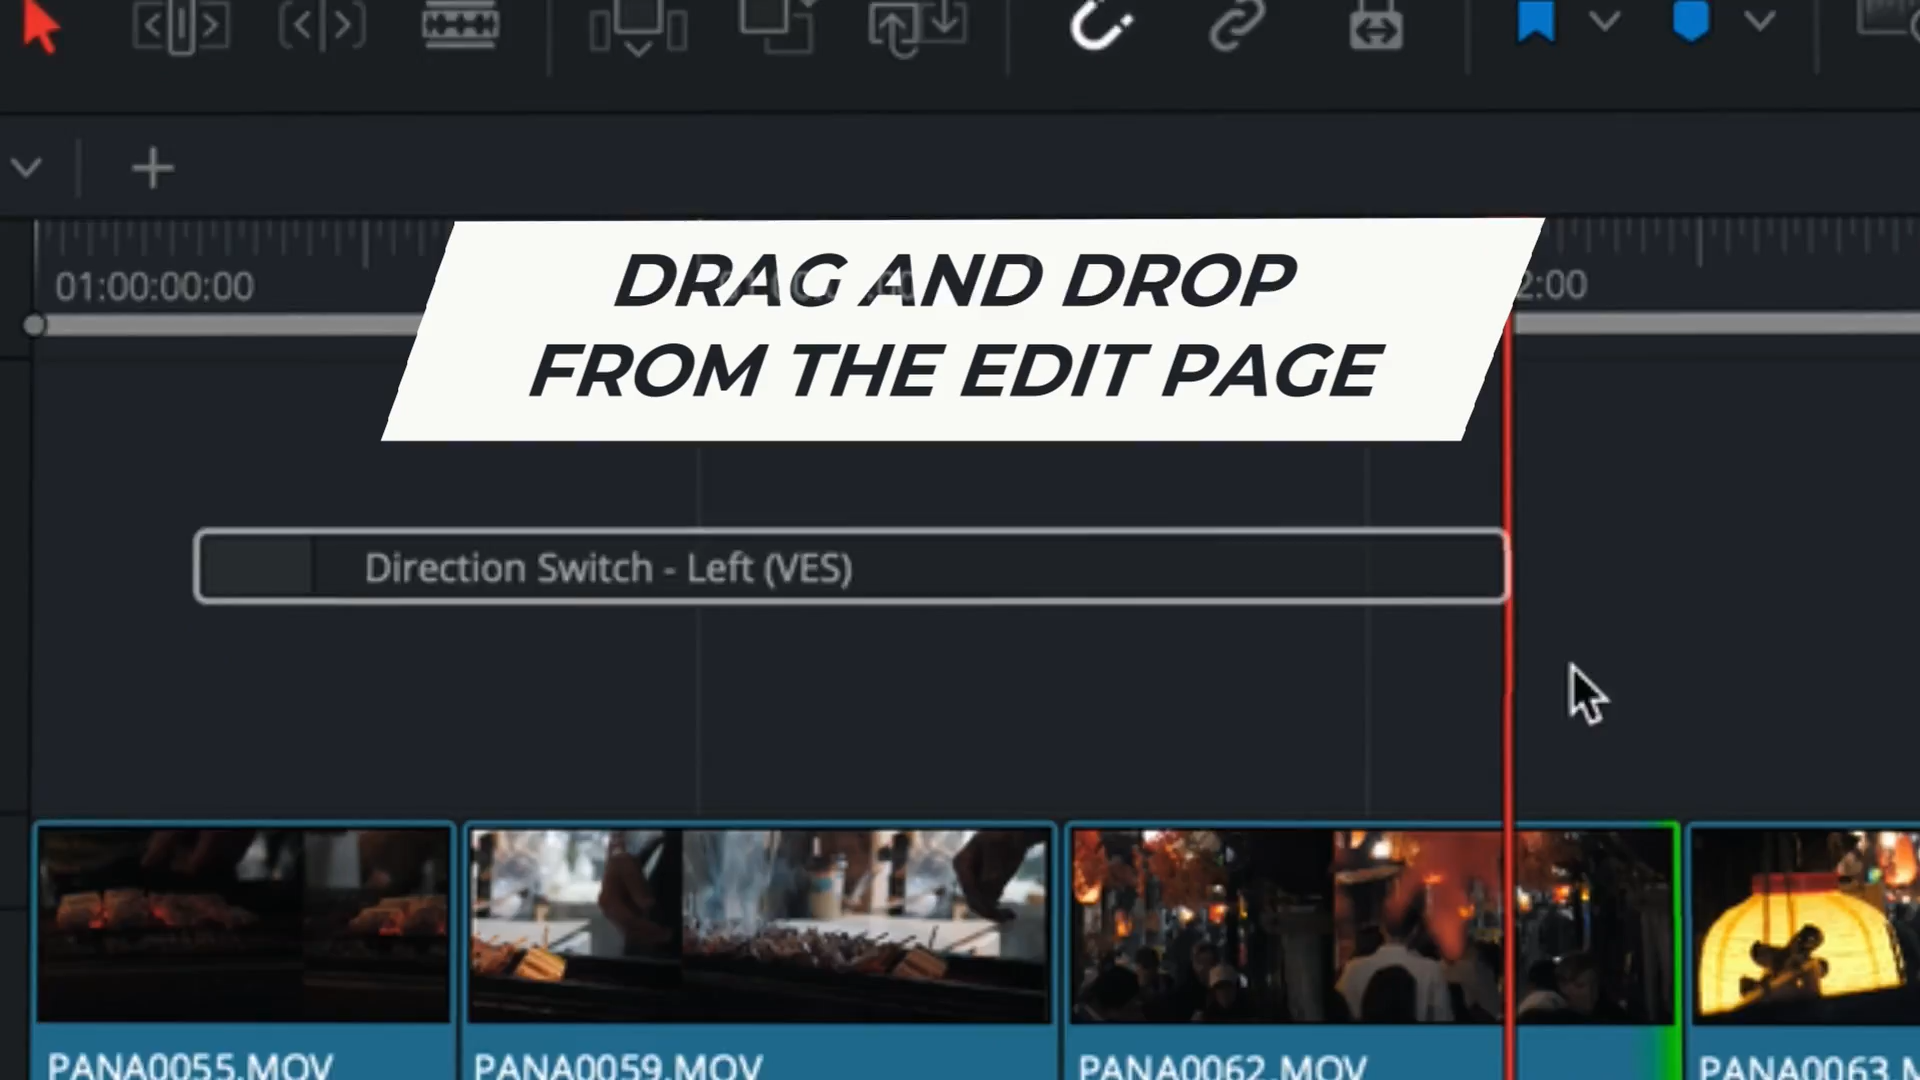 01:00:00:00
2:00
DRAG AND DROP
FROM THE EDIT PAGE
Direction Switch - Left (VES)
PANA0055.MOV
PANA0059.MOV
PANA0062.MOV
PANA0063.M